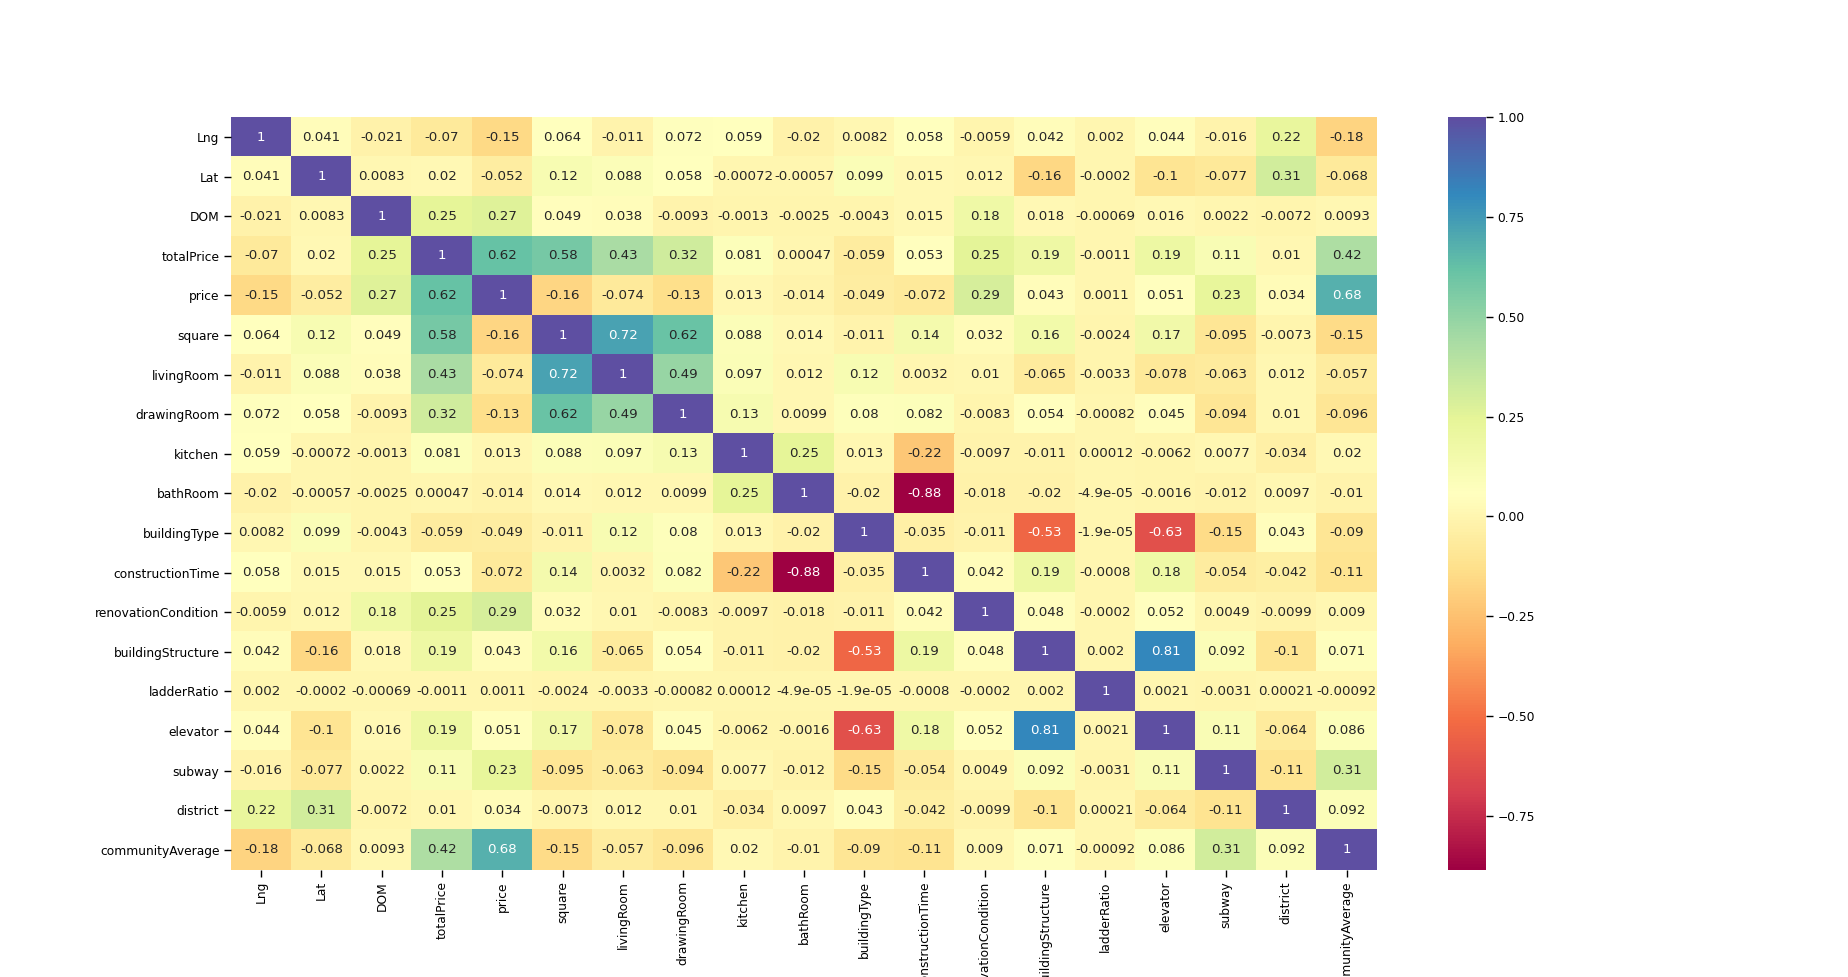 Lng 1 0.041 -0.021 -0.07 -0.15 0.064 -0.011 0.072 0.059 -0.02 0.0082 0.058 -0.0059 0.042 0.002 0.044 -0.016 0.22 -0.18 1.00
Lat 0.041 1 0.0083 0.02 -0.052 0.12 0.088 0.058 -0.00072 -0.00057 0.099 0.015 0.012 -0.16 -0.0002 -0.1 -0.077 0.31 -0.068
DOM -0.021 0.0083 1 0.25 0.27 0.049 0.038 -0.0093 -0.0013 -0.0025 -0.0043 0.015 0.18 0.018 -0.00069 0.016 0.0022 -0.0072 0.0093 0.75
totalPrice -0.07 0.02 0.25 1 0.62 0.58 0.43 0.32 0.081 0.00047 -0.059 0.053 0.25 0.19 -0.0011 0.19 0.11 0.01 0.42
price -0.15 -0.052 0.27 0.62 1 -0.16 -0.074 -0.13 0.013 -0.014 -0.049 -0.072 0.29 0.043 0.0011 0.051 0.23 0.034 0.68 0.50
square 0.064 0.12 0.049 0.58 -0.16 1 0.72 0.62 0.088 0.014 -0.011 0.14 0.032 0.16 -0.0024 0.17 -0.095 -0.0073 -0.15
livingRoom -0.011 0.088 0.038 0.43 -0.074 0.72 1 0.49 0.097 0.012 0.12 0.0032 0.01 -0.065 -0.0033 -0.078 -0.063 0.012 -0.057
drawingRoom 0.072 0.058 -0.0093 0.32 -0.13 0.62 0.49 1 0.13 0.0099 0.08 0.082 -0.0083 0.054 -0.00082 0.045 -0.094 0.01 -0.096 0.25
kitchen 0.059 -0.00072 -0.0013 0.081 0.013 0.088 0.097 0.13 1 0.25 0.013 -0.22 -0.0097 -0.011 0.00012 -0.0062 0.0077 -0.034 0.02
bathRoom -0.02 -0.00057 -0.0025 0.00047 -0.014 0.014 0.012 0.0099 0.25 1 -0.02 -0.88 -0.018 -0.02 -4.9e-05 -0.0016 -0.012 0.0097 -0.01
buildingType 0.0082 0.099 -0.0043 -0.059 -0.049 -0.011 0.12 0.08 0.013 -0.02 1 -0.035 -0.011 -0.53 -1.9e-05 -0.63 -0.15 0.043 -0.09 0.00
constructionTime 0.058 0.015 0.015 0.053 -0.072 0.14 0.0032 0.082 -0.22 -0.88 -0.035 1 0.042 0.19 -0.0008 0.18 -0.054 -0.042 -0.11
renovationCondition -0.0059 0.012 0.18 0.25 0.29 0.032 0.01 -0.0083 -0.0097 -0.018 -0.011 0.042 1 0.048 -0.0002 0.052 0.0049 -0.0099 0.009 −0.25
buildingStructure 0.042 -0.16 0.018 0.19 0.043 0.16 -0.065 0.054 -0.011 -0.02 -0.53 0.19 0.048 1 0.002 0.81 0.092 -0.1 0.071
ladderRatio 0.002 -0.0002 -0.00069 -0.0011 0.0011 -0.0024 -0.0033 -0.00082 0.00012 -4.9e-05 -1.9e-05 -0.0008 -0.0002 0.002 1 0.0021 -0.0031 0.00021 -0.00092
elevator 0.044 -0.1 0.016 0.19 0.051 0.17 -0.078 0.045 -0.0062 -0.0016 -0.63 0.18 0.052 0.81 0.0021 1 0.11 -0.064 0.086 −0.50
subway -0.016 -0.077 0.0022 0.11 0.23 -0.095 -0.063 -0.094 0.0077 -0.012 -0.15 -0.054 0.0049 0.092 -0.0031 0.11 1 -0.11 0.31
district 0.22 0.31 -0.0072 0.01 0.034 -0.0073 0.012 0.01 -0.034 0.0097 0.043 -0.042 -0.0099 -0.1 0.00021 -0.064 -0.11 1 0.092 −0.75
communityAverage -0.18 -0.068 0.0093 0.42 0.68 -0.15 -0.057 -0.096 0.02 -0.01 -0.09 -0.11 0.009 0.071 -0.00092 0.086 0.31 0.092 1
Lng
Lat
DOM
totalPrice
price
square
livingRoom
drawingRoom
kitchen
bathRoom
buildingType
nstructionTime
vationCondition
ildingStructure
ladderRatio
elevator
subway
district
munityAverage